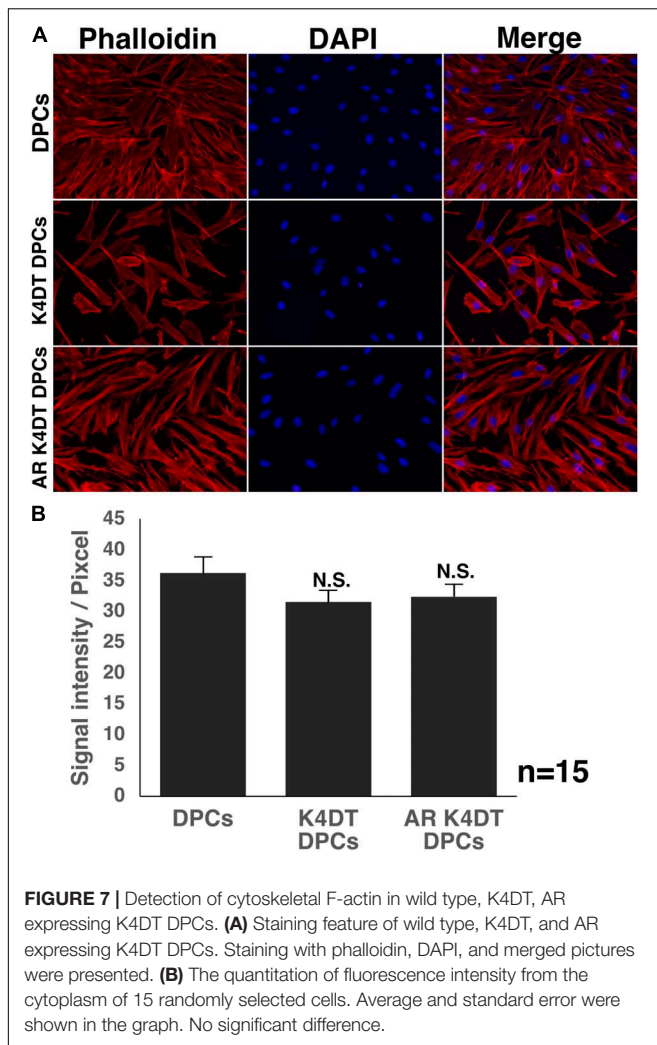 A
Phalloidin DAPI Merge
DPCs
K4DT DPCs
AR K4DT DPCs
B
Signal intensity / Pixcel
45
40
35
30
25
20
15
10
5
0
N.S.
N.S.
n=15
DPCs
K4DT
DPCs
AR K4DT
DPCs
FIGURE 7 | Detection of cytoskeletal F-actin in wild type, K4DT, AR
expressing K4DT DPCs. (A) Staining feature of wild type, K4DT, and AR
expressing K4DT DPCs. Staining with phalloidin, DAPI, and merged pictures
were presented. (B) The quantitation of fluorescence intensity from the
cytoplasm of 15 randomly selected cells. Average and standard error were
shown in the graph. No significant difference.